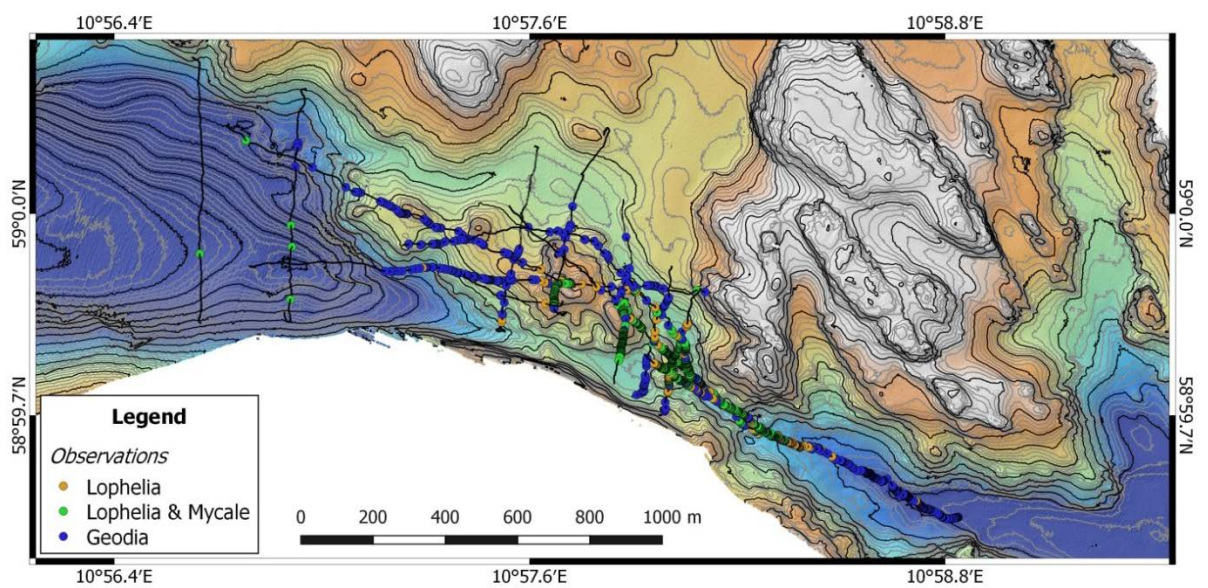 10°56.4′E 10°57.6′E 10°58.8′E
59°0.0′N 59°0.0′N
58°59.7′N 58°59.7′N
Legend
Observations
Lophelia
Lophelia & Mycale
Geodia
0 200 400 600 800 1000 m
10°56.4′E 10°57.6′E 10°58.8′E